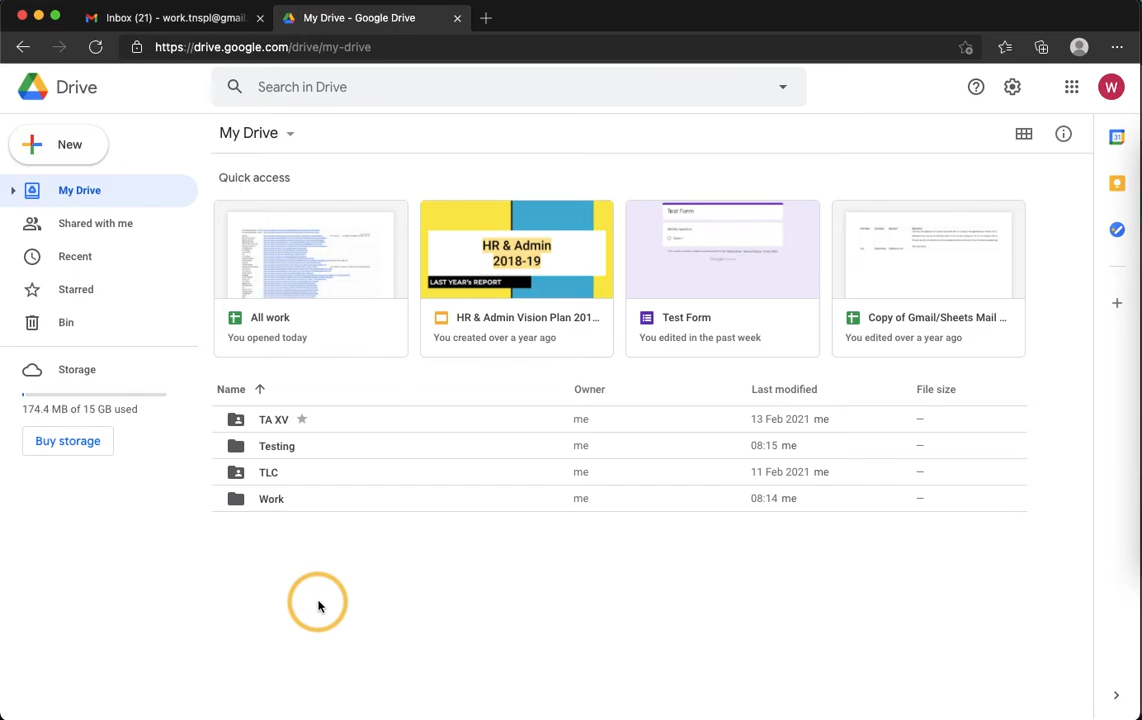 Inbox (21) - work.tnspl@gmail.
My Drive - Google Drive
https://drive.google.com/drive/my-drive
Drive
Search in Drive
W
New
My Drive
Shared with me
Recent
Starred
Bin
Storage
174.4 MB of 15 GB used
Buy storage
My Drive
Quick access
All work
You opened today
HR & Admin
2018-19
LAST YEAR's REPORT
HR & Admin Vision Plan 201...
You created over a year ago
Test Form
Test Form
You edited in the past week
Copy of Gmail/Sheets Mail ...
You edited over a year ago
Name Owner Last modified File size
TA XV me 13 Feb 2021 me –
Testing me 08:15 me –
TLC me 11 Feb 2021 me –
Work me 08:14 me –
31